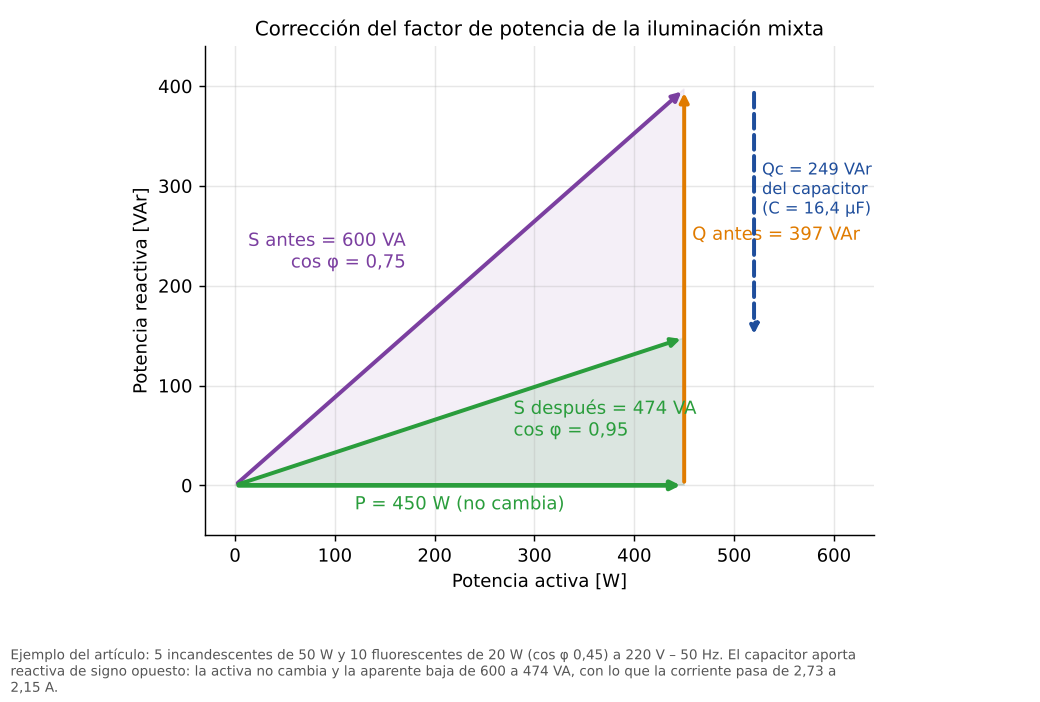 Corrección del factor de potencia de la iluminación mixta
400
300
200
100
0
Potencia reactiva [VAr]
Qc = 249 VAr
del capacitor
(C = 16,4 µF)
S antes = 600 VA
cos φ = 0,75
Q antes = 397 VAr
S después = 474 VA
cos φ = 0,95
P = 450 W (no cambia)
0 100 200 300 400 500 600
Potencia activa [W]
Ejemplo del artículo: 5 incandescentes de 50 W y 10 fluorescentes de 20 W (cos φ 0,45) a 220 V – 50 Hz. El capacitor aporta
reactiva de signo opuesto: la activa no cambia y la aparente baja de 600 a 474 VA, con lo que la corriente pasa de 2,73 a
2,15 A.